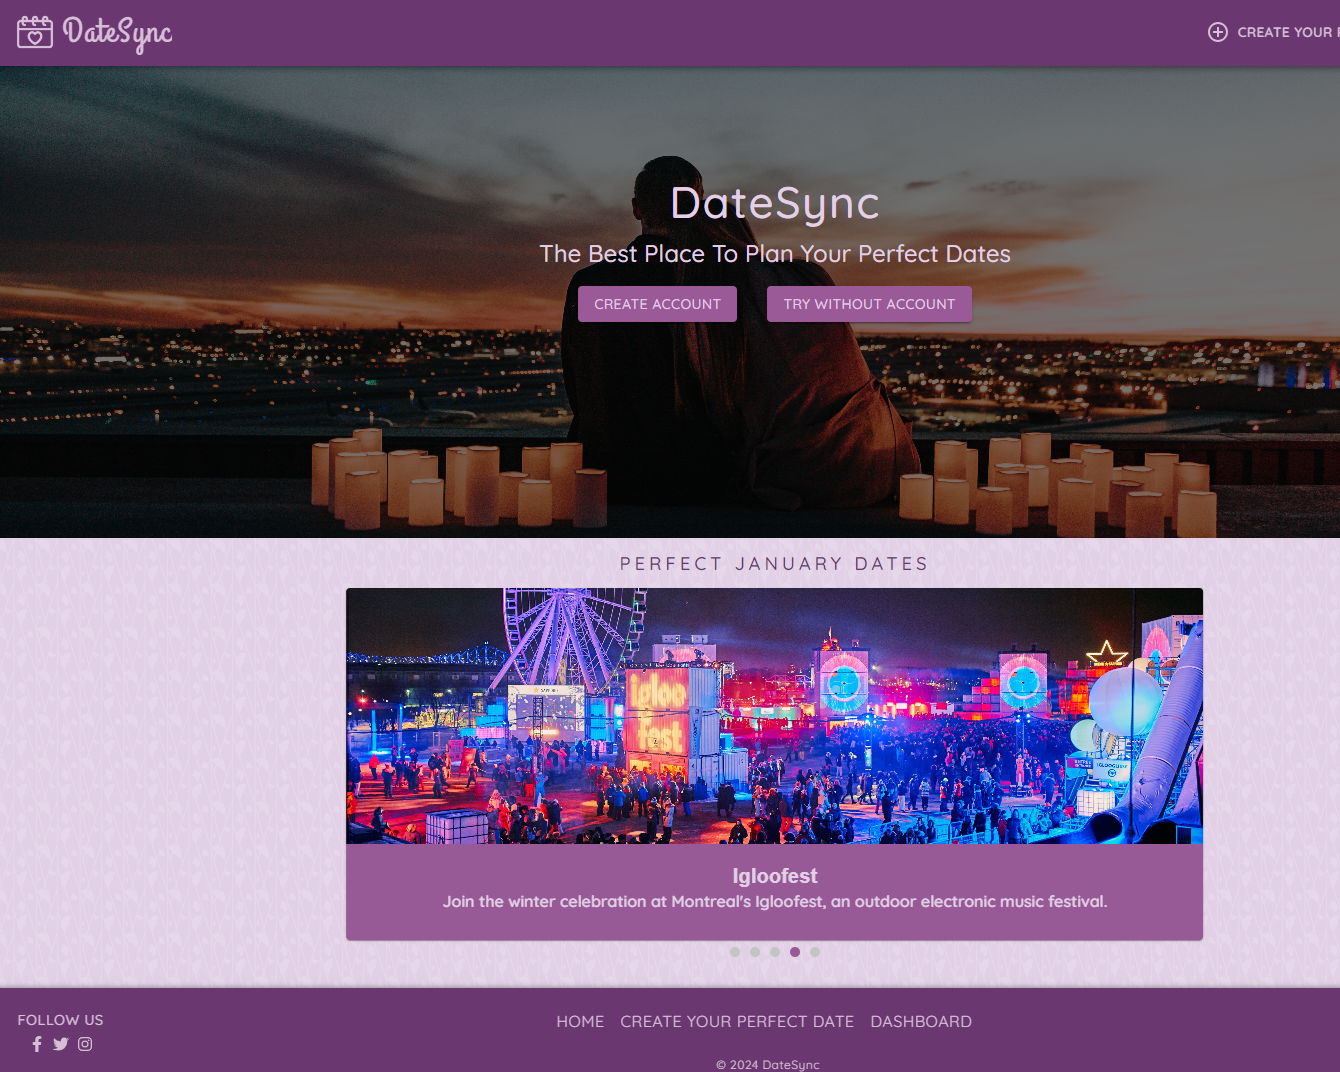 DateSync
CREATE YOUR
DateSync
The Best Place To Plan Your Perfect Dates
CREATE ACCOUNT
TRY WITHOUT ACCOUNT
PERFECT JANUARY DATES
igloo
fest
Igloofest
Join the winter celebration at Montreal's Igloofest, an outdoor electronic music festival.
FOLLOW US
HOME
CREATE YOUR PERFECT DATE
DASHBOARD
© 2024 DateSync